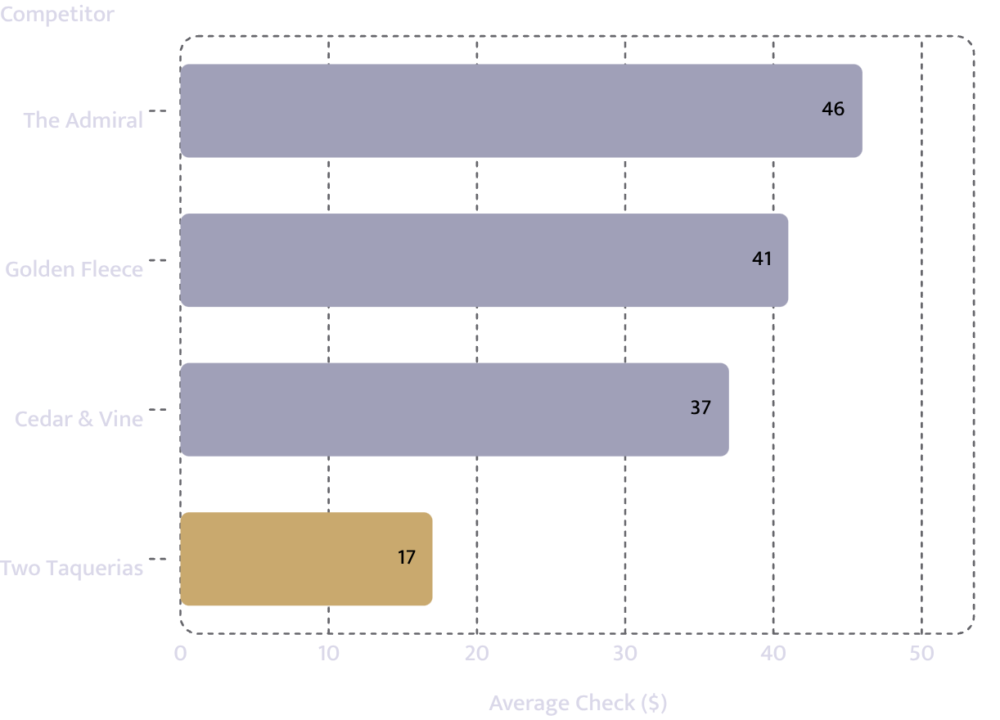 Competitor
The Admiral
46
Golden Fleece
41
Cedar & Vine
37
Two Taquerias
17
0 10 20 30 40 50
Average Check ($)